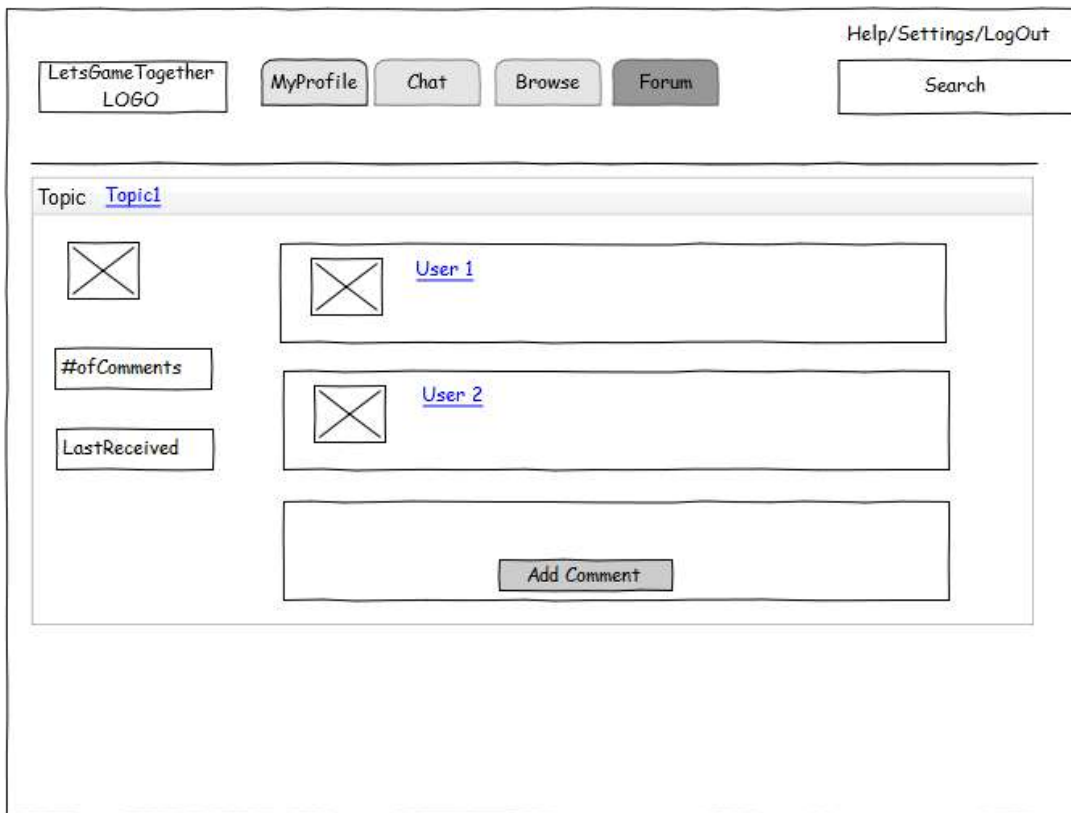 Help/Settings/LogOut
LetsGameTogether
LOGO
MyProfile
Chat
Browse
Forum
Search
Topic Topic1
User 1
#ofComments
User 2
LastReceived
Add Comment